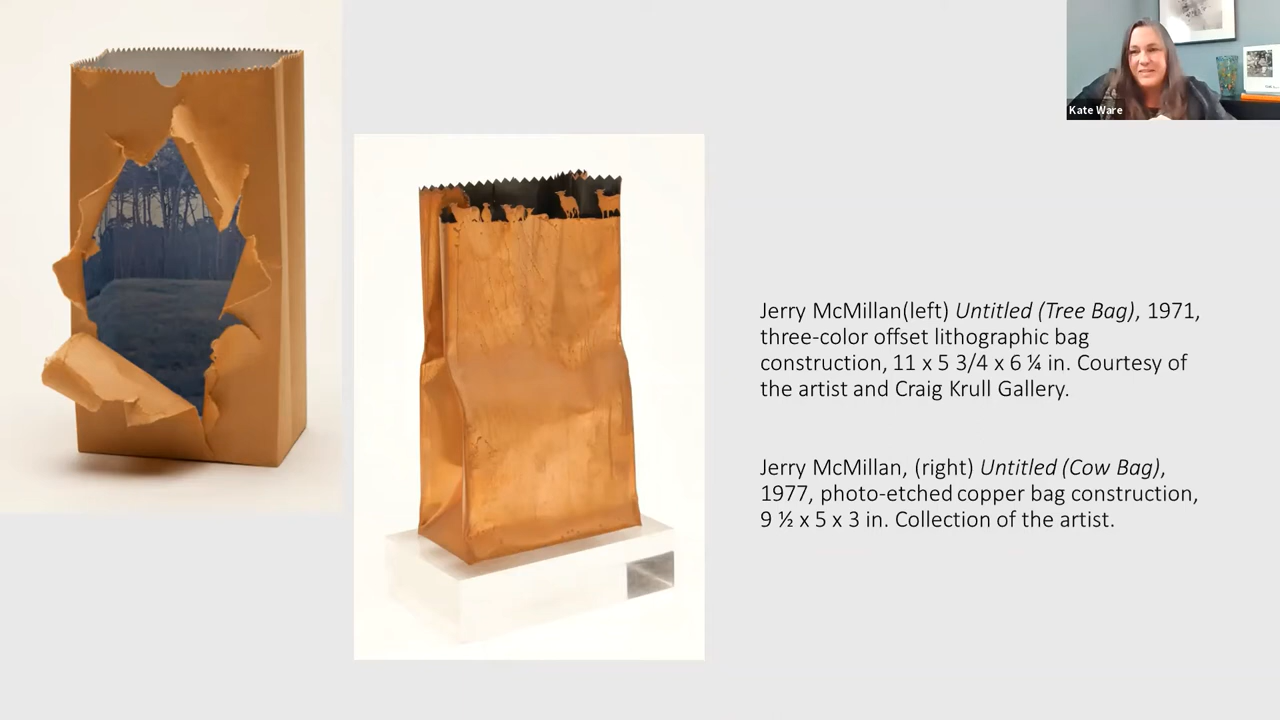 Kate Ware
Jerry McMillan(left) Untitled (Tree Bag), 1971,
three-color offset lithographic bag
construction, 11 x 5 3/4 x 6 ¼ in. Courtesy of
the artist and Craig Krull Gallery.
Jerry McMillan, (right) Untitled (Cow Bag),
1977, photo-etched copper bag construction,
9 ½ x 5 x 3 in. Collection of the artist.